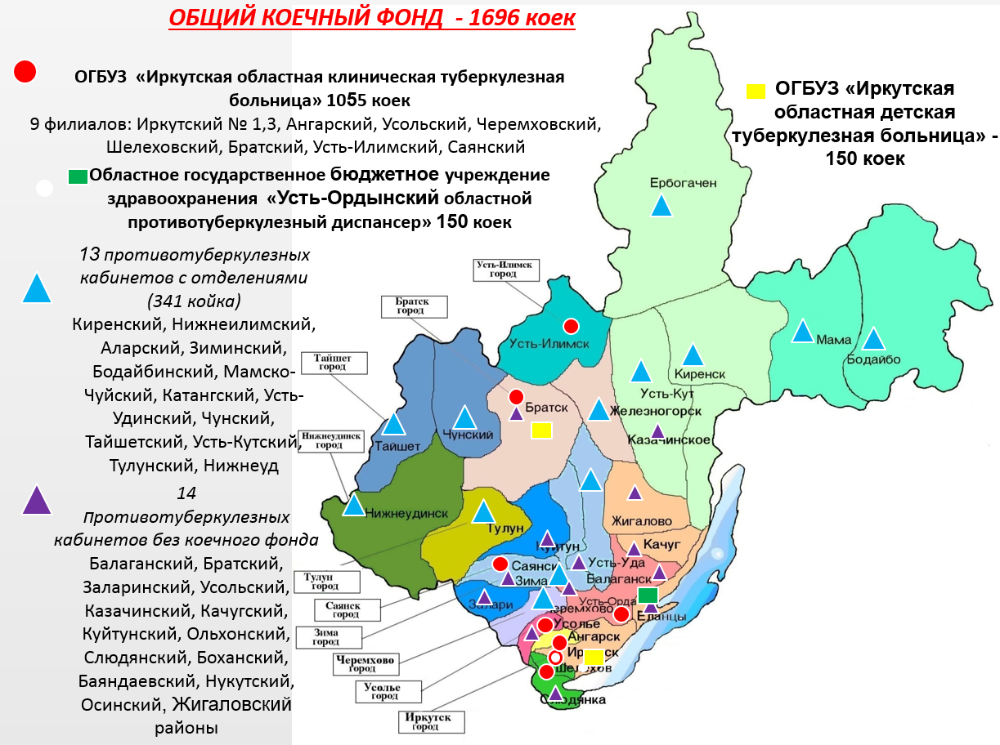 ОБЩИЙ КОЕЧНЫЙ ФОНД - 1696 коек
ОГБУЗ «Иркутская областная клиническая туберкулезная
больница» 1055 коек
9 филиалов: Иркутский № 1,3, Ангарский, Усольский, Черемховский,
Шелеховский, Братский, Усть-Илимский, Саянский
Областное государственное бюджетное учреждение
здравоохранения «Усть-Ордынский областной
противотуберкулезный диспансер» 150 коек
13 противотуберкулезных
кабинетов с отделениями
(341 койка)
Киренский, Нижнеилимский,
Аларский, Зиминский,
Бодайбинский, Мамско-
Чуйский, Катангский, Усть-
Удинский, Чунский,
Тайшетский, Усть-Кутский,
Тулунский, Нижнеуд
14
Противотуберкулезных
кабинетов без коечного фонда
Балаганский, Братский,
Заларинский, Усольский,
Казачинский, Качугский,
Куйтунский, Ольхонский,
Слюдянский, Боханский,
Баяндаевский, Нукутский,
Осинский, Жигаловский
районы
ОГБУЗ «Иркутская
областная детская
туберкулезная больница» -
150 коек
Ербогачен
Усть-Илимск
город
Братск
город
Усть-Илимск
Мама
Бодайбо
Тайшет
город
Киренск
Усть-Кут
Братск
Железногорск
Чунский
Казачинское
Тайшет
Нижнеудинск
город
Нижнеудинск
Жигалово
Тулун
Качуг
Куйтун
Усть-Уда
Саянск
Балаганск
Зима
Тулун
город
Саянск
город
Залари
Усть-Орда
Черемхово
Еланцы
Усолье
Зима
город
Ангарск
Иркутск
Черемхово
город
Шелехов
Усолье
город
Слюдянка
Иркутск
город